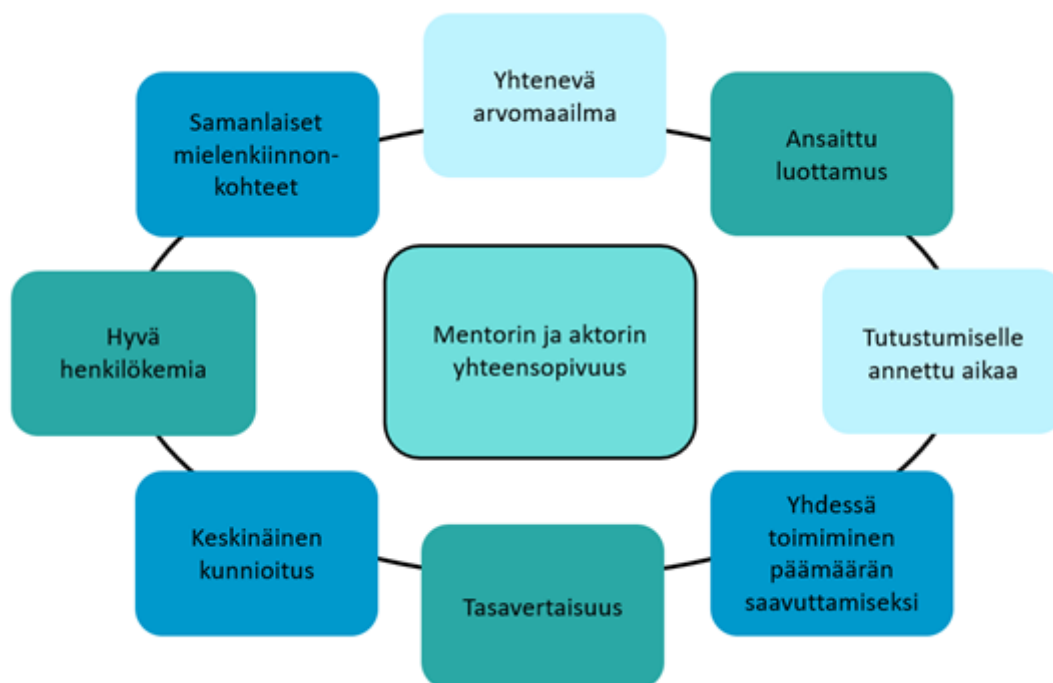 Yhtenevä
arvomaailma
Ansaittu
luottamus
Tutustumiselle
annettu aikaa
Yhdessä
toimiminen
päämäärän
saavuttamiseksi
Tasavertaisuus
Keskinäinen
kunnioitus
Hyvä
henkilökemia
Samanlaiset
mielenkiinnon-
kohteet
Mentorin ja aktorin
yhteensopivuus